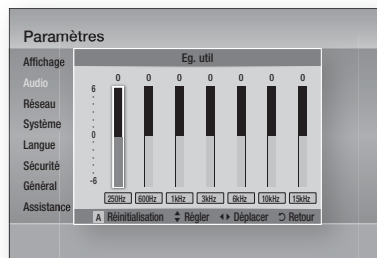 Paramètres
Affichage
Audio
Réseau
Système
Langue
Sécurité
Général
Assistance
Eg. util
0 0 0 0 0 0 0
6
0
-6
250Hz 600Hz 1kHz 3kHz 6kHz 10kHz 15kHz
A Réinitialisation Régler Déplacer Retour